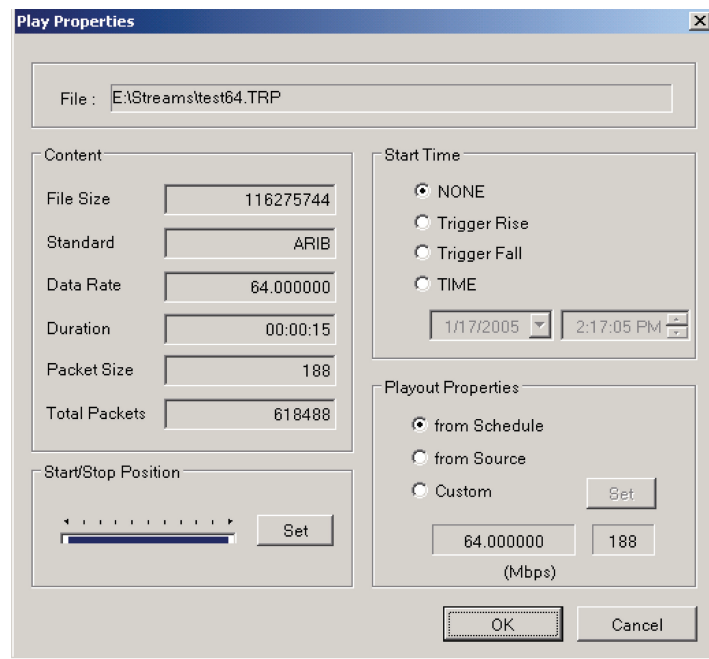 Play Properties
File : E:\Streams\test64.TRP
Content
File Size 116275744
Standard ARIB
Data Rate 64.000000
Duration 00:00:15
Packet Size 188
Total Packets 618488
Start/Stop Position
Set
Start Time
NONE
Trigger Rise
Trigger Fall
TIME
1/17/2005 2:17:05 PM
Playout Properties
from Schedule
from Source
Custom Set
64.000000 188
(Mbps)
OK Cancel